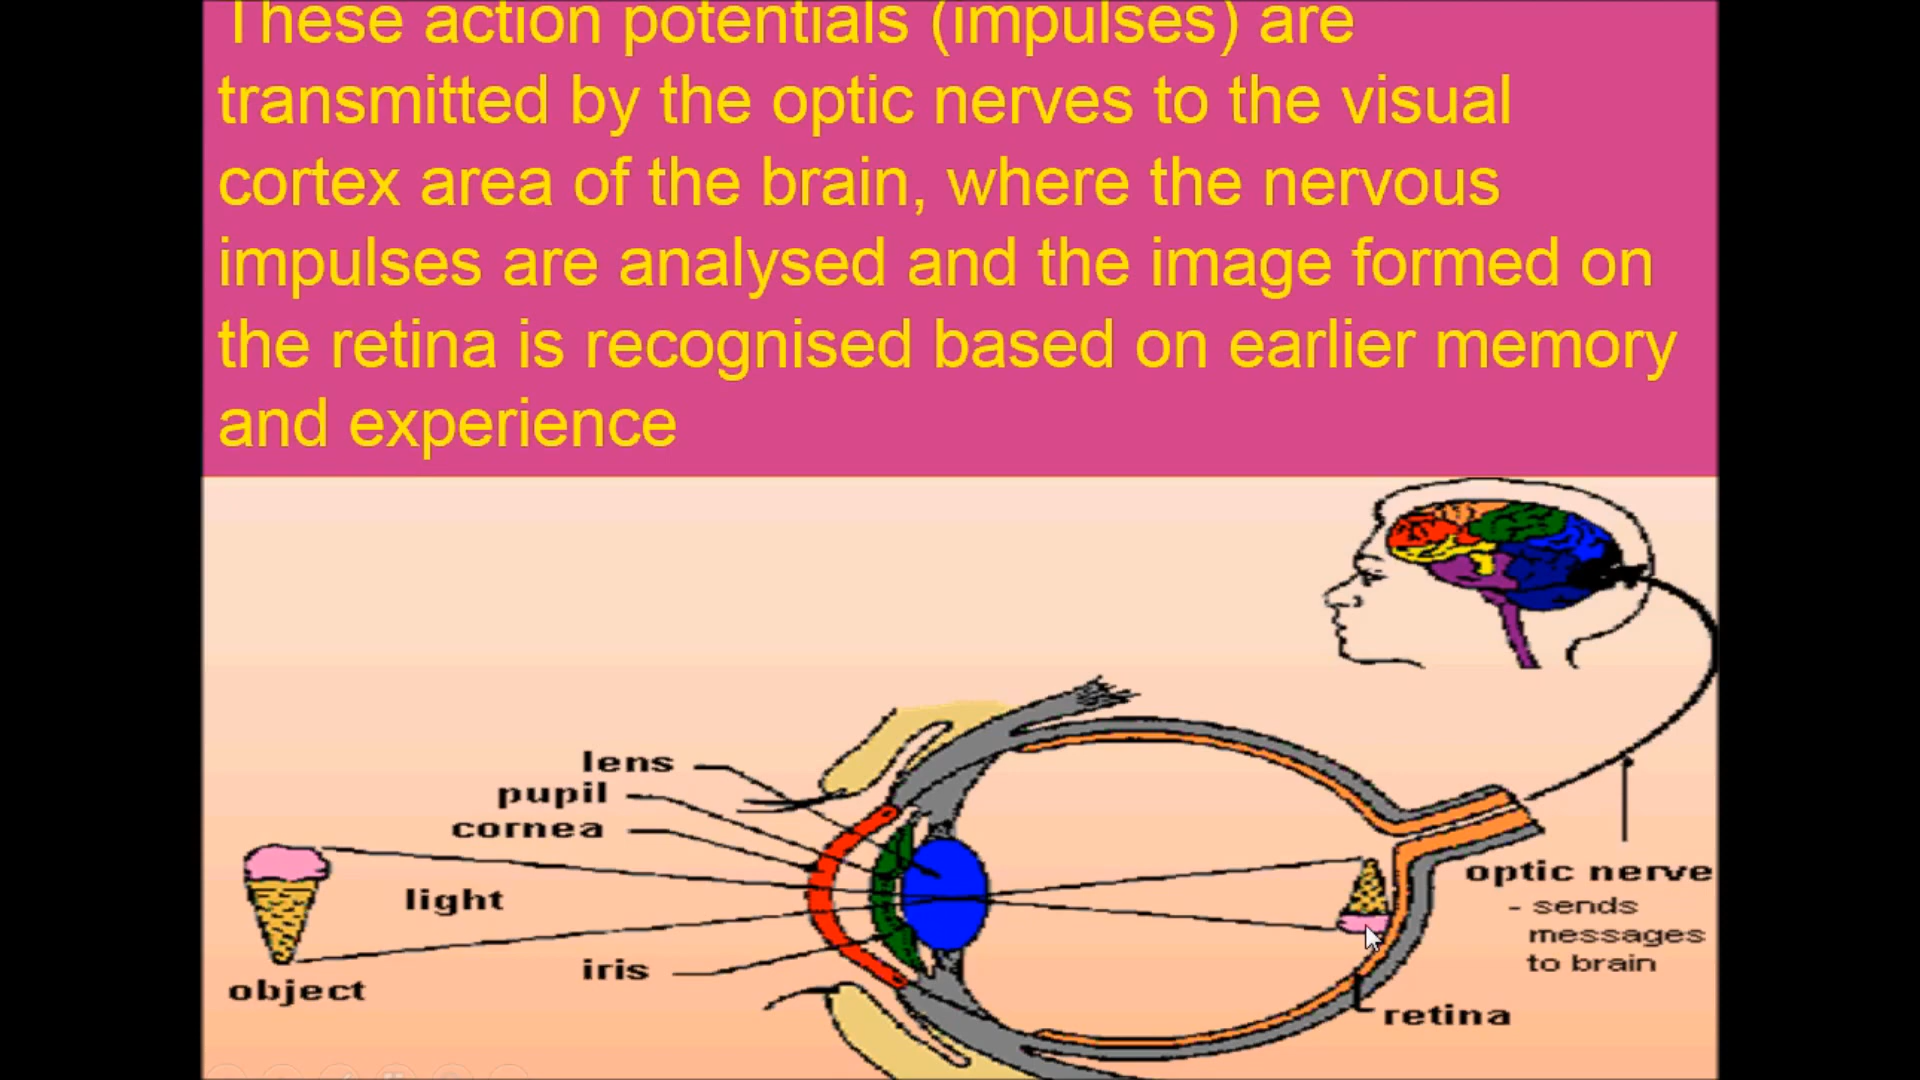 These action potentials (impulses) are
transmitted by the optic nerves to the visual
cortex area of the brain, where the nervous
impulses are analysed and the image formed on
the retina is recognised based on earlier memory
and experience
lens
pupil
cornea
light
object
iris
optic nerve
- sends
messages
to brain
retina